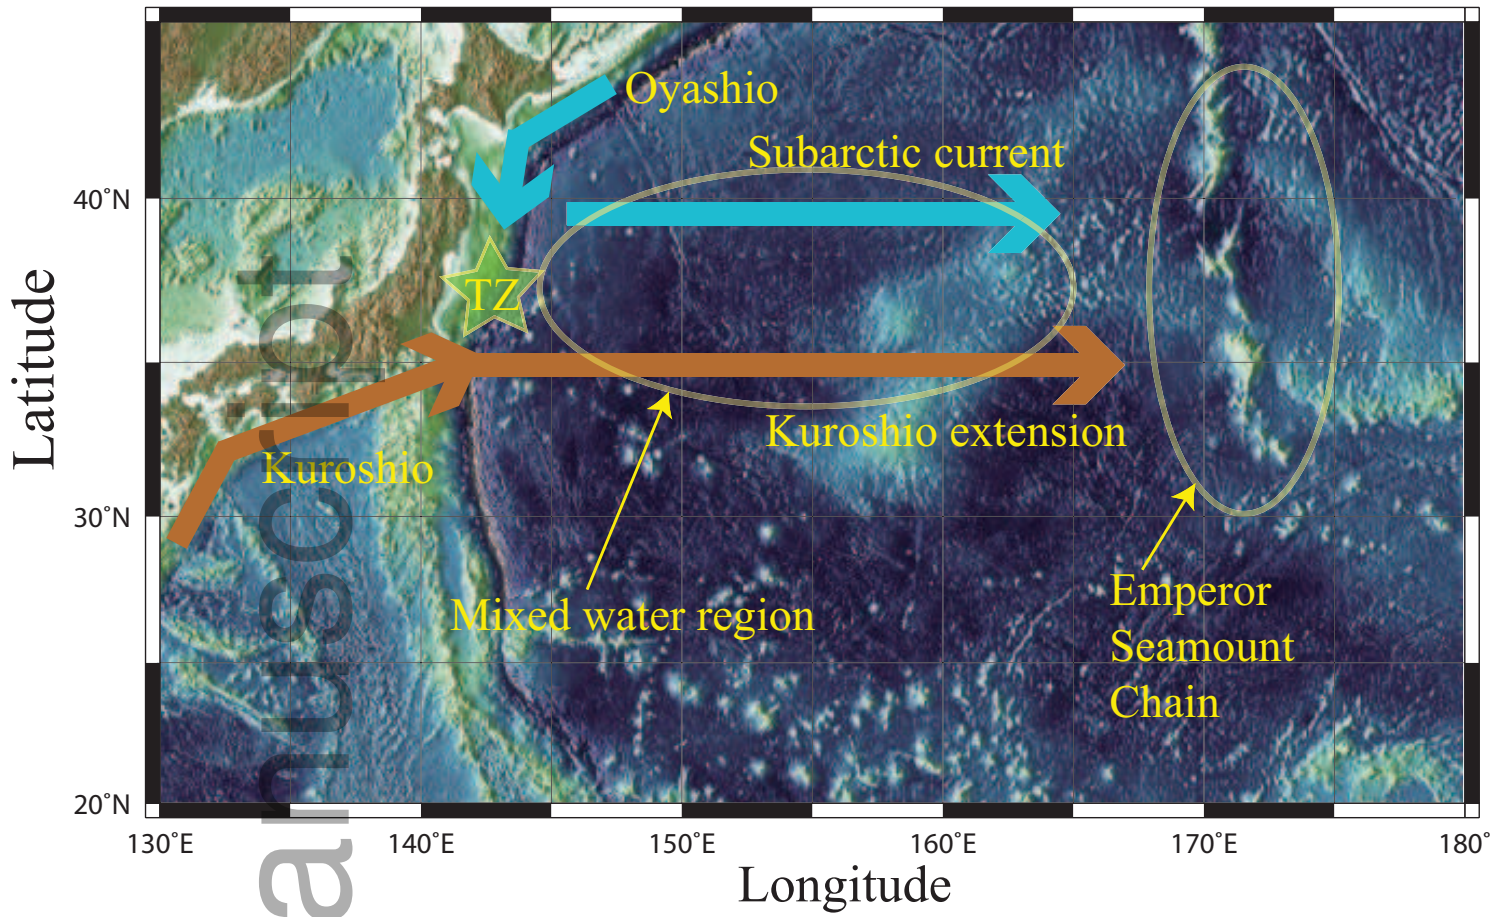 Oyashio
Subarctic current
40°N
TZ
Latitude
Kuroshio extension
Kuroshio
30°N
Mixed water region
Emperor
Seamount
Chain
20°N
130°E
140°E
150°E
160°E
170°E
180°
Longitude
anuscript